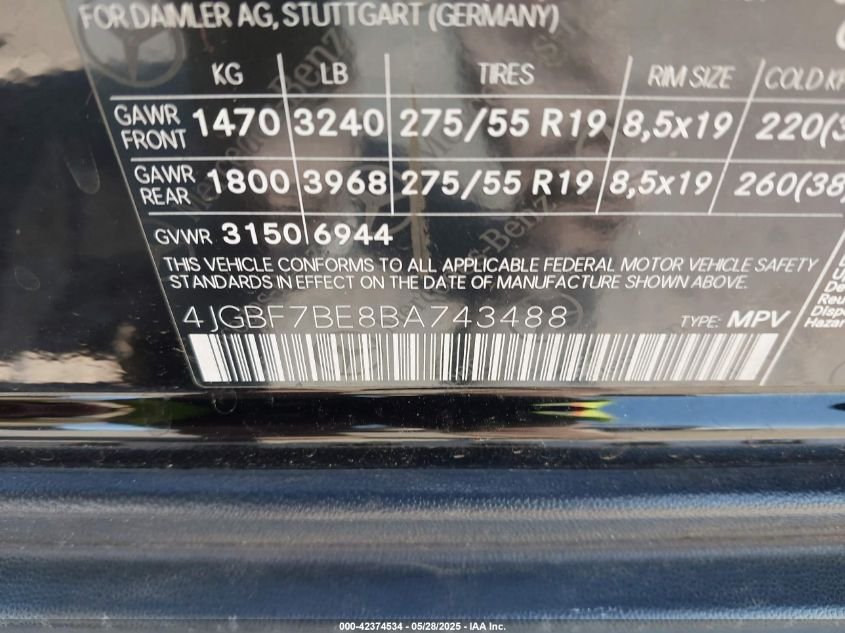 FOR DAIMLER AG, STUTTGART (GERMANY)
KG LB TIRES RIM SIZE COLD
GAWR FRONT 1470 3240 275/55 R19 8,5x19 220(3
GAWR REAR 1800 3968 275/55 R19 8,5x19 260(38)
GVWR 3150 6944
THIS VEHICLE CONFORMS TO ALL APPLICABLE FEDERAL MOTOR VEHICLE SAFETY
STANDARDS IN EFFECT ON THE DATE OF MANUFACTURE SHOWN ABOVE.
4JGBF7BE8BA743488 TYPE: MPV
000-42374534 - 05/28/2025 - IAA Inc.